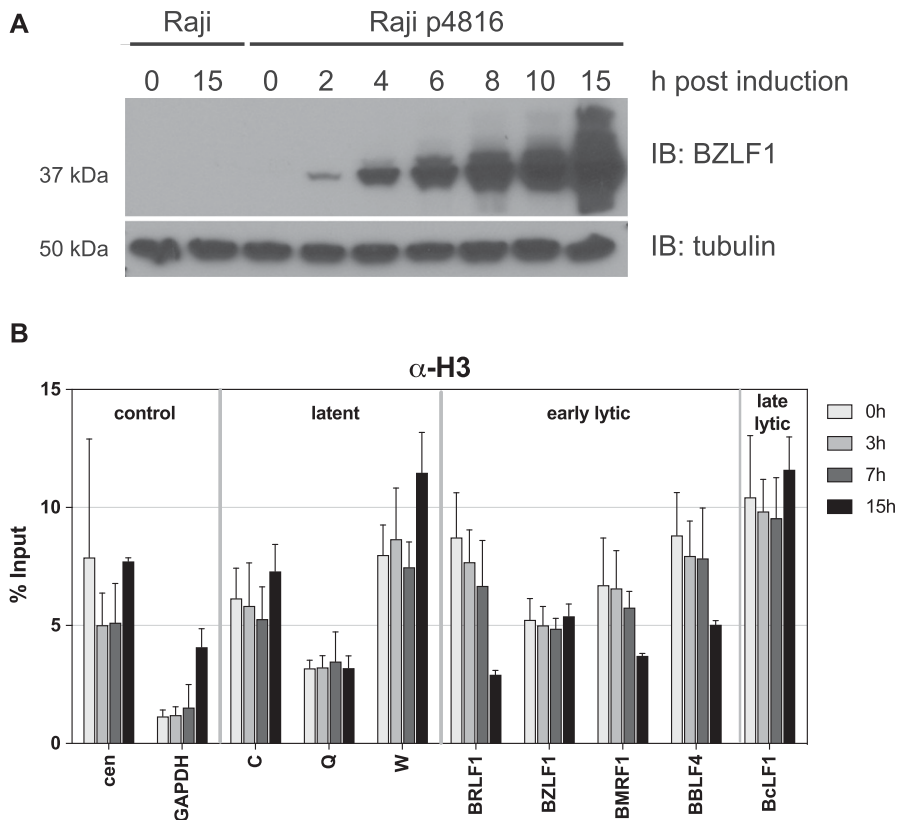 A
Raji
Raji p4816
0 15 0 2 4 6 8 10 15 h post induction
37 kDa
IB: BZLF1
50 kDa
IB: tubulin
B
α-H3
15
10
5
0
% Input
control
latent
early lytic
late
lytic
0h
3h
7h
15h
cen
GAPDH
C
Q
W
BRLF1
BZLF1
BMRF1
BBLF4
BcLF1